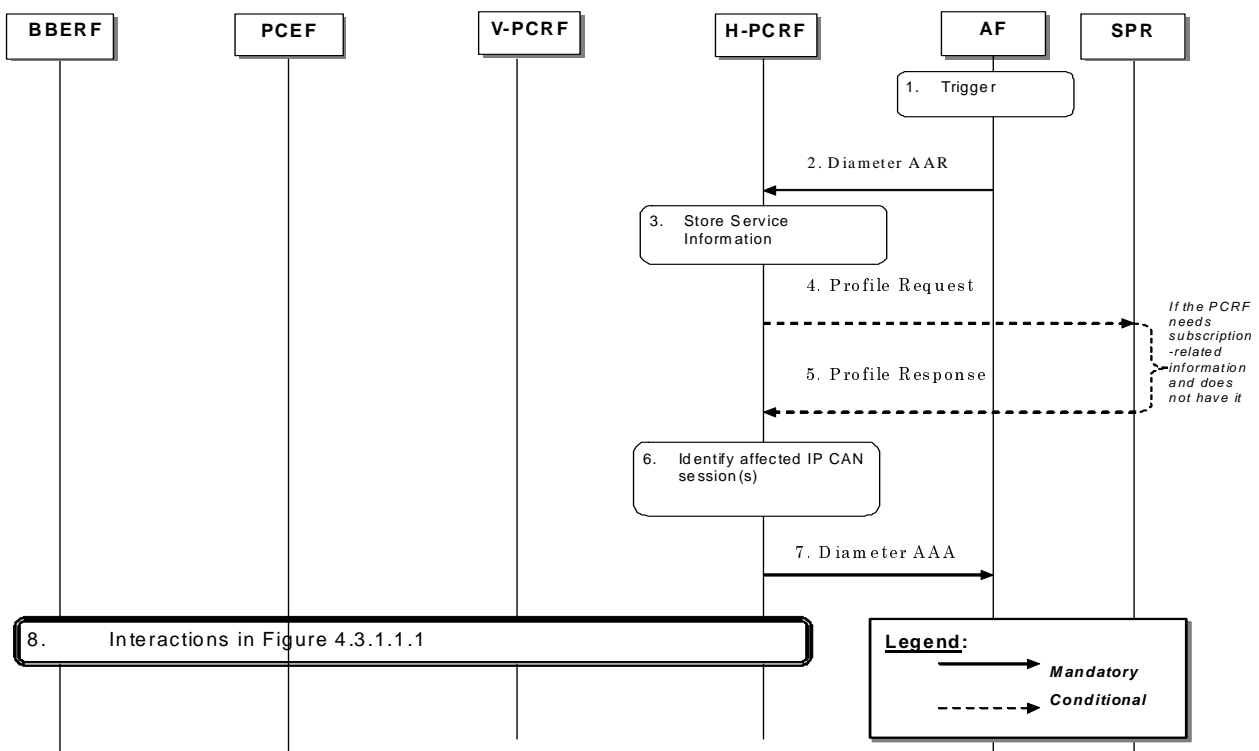 BBERF
PCEF
V-PCRF
H-PCRF
AF
SPR
1. Trigger
2. Diameter AAR
3. Store Service
Information
4. Profile Request
If the PCRF
needs
subscription
-related
information
and does
not have it
5. Profile Response
6. Identify affected IP CAN
session(s)
7. Diameter AAA
8. Interactions in Figure 4.3.1.1.1
Legend:
Mandatory
Conditional